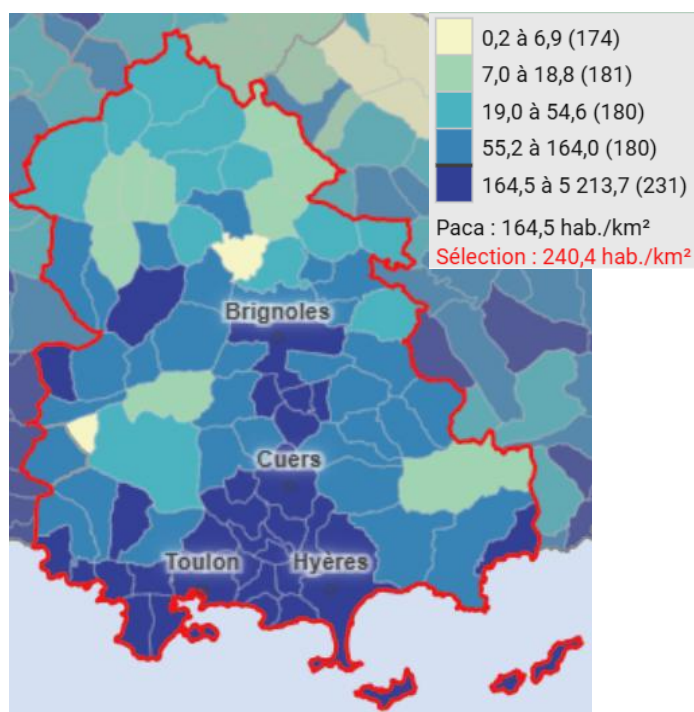 0,2 à 6,9 (174)
7,0 à 18,8 (181)
19,0 à 54,6 (180)
55,2 à 164,0 (180)
164,5 à 5 213,7 (231)
Paca : 164,5 hab./km²
Sélection : 240,4 hab./km²
Brignoles
Cuers
Toulon
Hyères